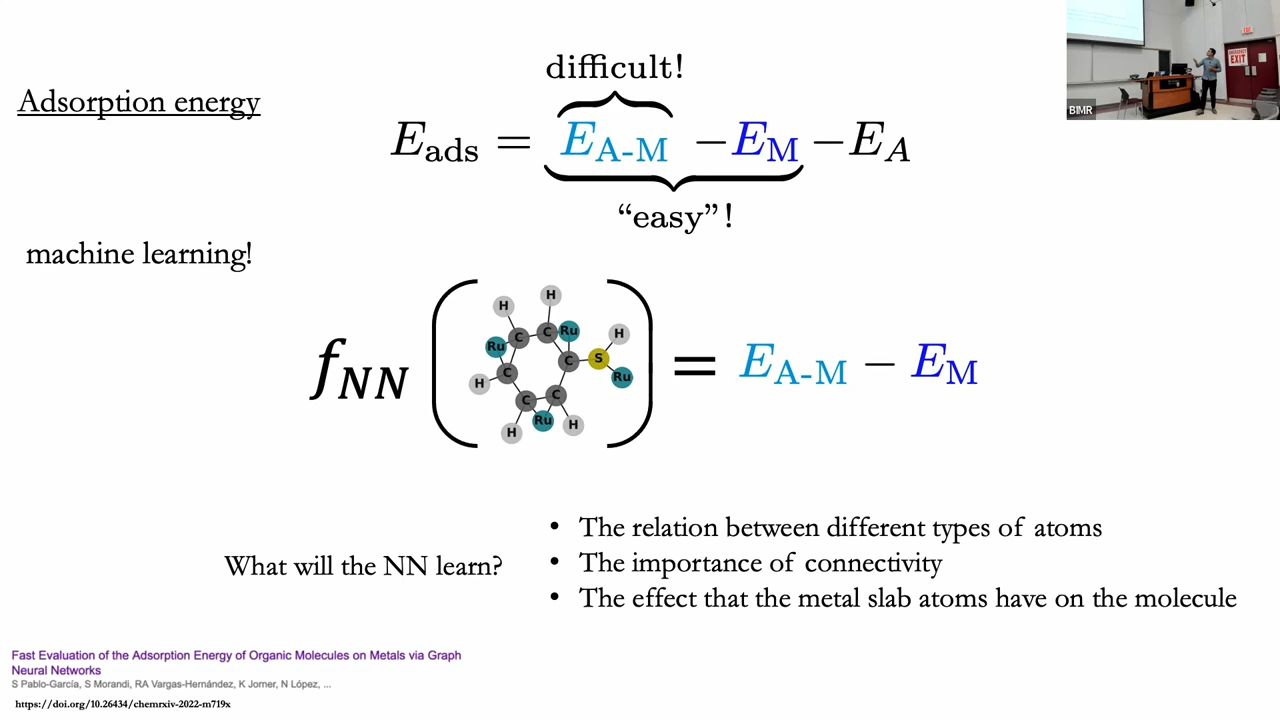 difficult!
Adsorption energy
E_ads = E_A-M − E_M − E_A
“easy”!
machine learning!
f_NN ( H H Ru C C Ru H C S Ru H C C C Ru H H ) = E_A-M − E_M
What will the NN learn?
• The relation between different types of atoms
• The importance of connectivity
• The effect that the metal slab atoms have on the molecule
Fast Evaluation of the Adsorption Energy of Organic Molecules on Metals via Graph
Neural Networks
S Pablo-García, S Morandi, RA Vargas-Hernández, K Jorner, N López, ...
https://doi.org/10.26434/chemrxiv-2022-m719x
BIMR
EXIT